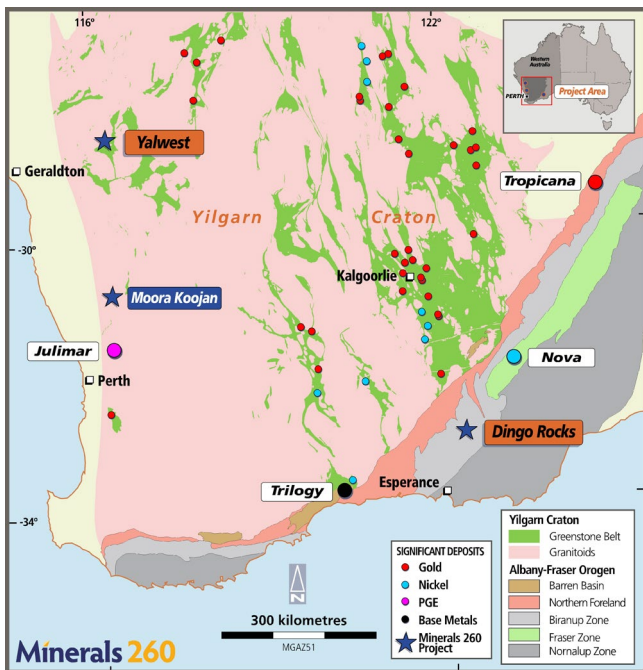 116°
122°
Western
Australia
PERTH
Project Area
Yalwest
Geraldton
Tropicana
Yilgarn Craton
-30°
Kalgoorlie
Moora Koojan
Julimar
Nova
Perth
Dingo Rocks
Trilogy
Esperance
-34°
SIGNIFICANT DEPOSITS
Gold
Nickel
PGE
Base Metals
Minerals 260
Project
Yilgarn Craton
Greenstone Belt
Granitoids
Albany-Fraser Orogen
Barren Basin
Northern Foreland
Biranup Zone
Fraser Zone
Nornalup Zone
N
300 kilometres
MGAZ51
Minerals 260